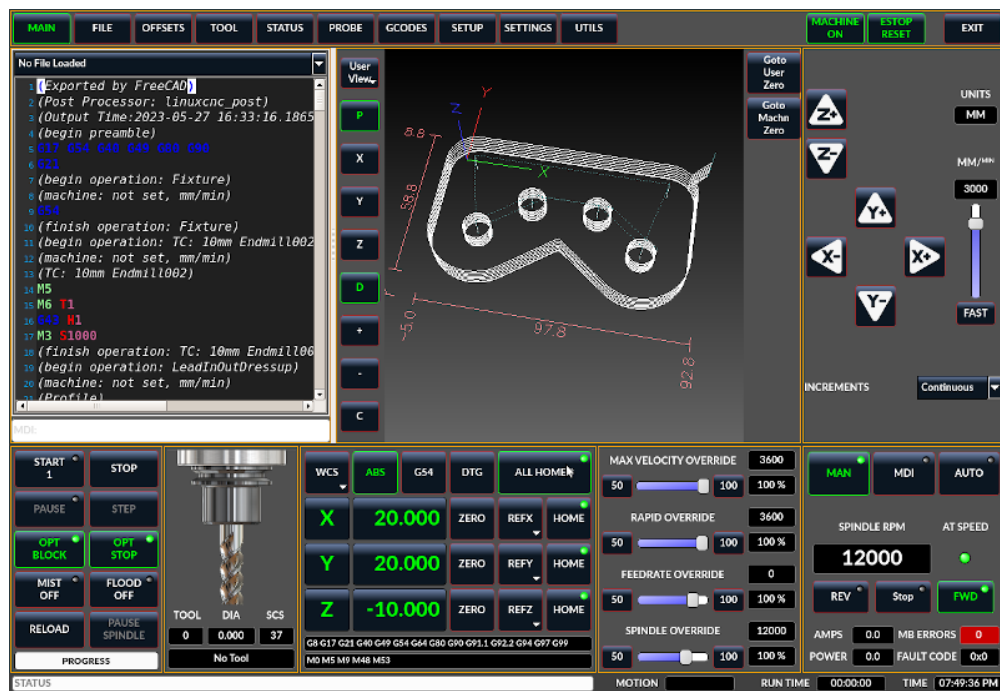 MAIN FILE OFFSETS TOOL STATUS PROBE GCODES SETUP SETTINGS UTILS MACHINE ON ESTOP RESET EXIT
No File Loaded
1 (Exported by FreeCAD)
2 (Post Processor: linuxcnc_post)
3 (Output Time:2023-05-27 16:33:16.1865
4 (begin preamble)
5 G17 G54 G40 G49 G80 G90
6 G21
7 (begin operation: Fixture)
8 (machine: not set, mm/min)
9 G54
10 (finish operation: Fixture)
11 (begin operation: TC: 10mm Endmill002
12 (machine: not set, mm/min)
13 (TC: 10mm Endmill002)
14 M5
15 M6 T1
16 G43 H1
17 M3 S1000
18 (finish operation: TC: 10mm Endmill00
19 (begin operation: LeadInOutDressup)
20 (machine: not set, mm/min)
21 (Profile)
MDI:
User View
P
X
Y
Z
D
+
-
C
Z
Y
X
8.8
58.8
-5.0
97.8
92.8
Goto User Zero
Goto Machn Zero
Z+
Z-
Y+
X-
X+
Y-
UNITS
MM
MM/MIN
3000
FAST
INCREMENTS Continuous
START 1 STOP
PAUSE STEP
OPT BLOCK OPT STOP
MIST OFF FLOOD OFF
RELOAD PAUSE SPINDLE
PROGRESS
TOOL DIA SCS
0 0.000 37
No Tool
WCS ABS G54 DTG ALL HOMED
X 20.000 ZERO REFX HOME
Y 20.000 ZERO REFY HOME
Z -10.000 ZERO REFZ HOME
G8 G17 G21 G40 G49 G54 G64 G80 G90 G91.1 G92.2 G94 G97 G99
M0 M5 M9 M48 M53
MAX VELOCITY OVERRIDE 3600
50 100 100 %
RAPID OVERRIDE 3600
50 100 100 %
FEEDRATE OVERRIDE 0
50 100 100 %
SPINDLE OVERRIDE 12000
50 100 100 %
MAN MDI AUTO
SPINDLE RPM AT SPEED
12000
REV Stop FWD
AMPS 0.0 MB ERRORS 0
POWER 0.0 FAULT CODE 0x0
STATUS MOTION RUN TIME 00:00:00 TIME 07:49:36 PM